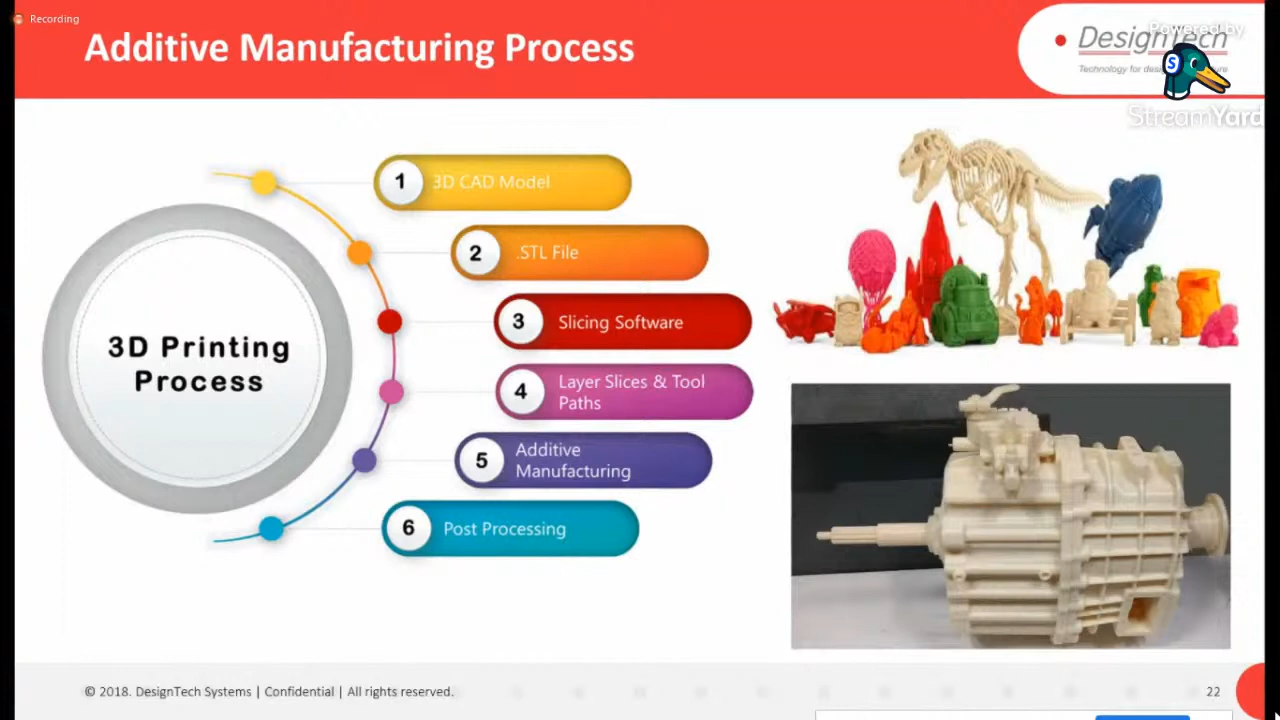 Recording
Additive Manufacturing Process
Powered by
DesignTech
Technology for
StreamYard
1
3D CAD Model
2
.STL File
3
Slicing Software
3D Printing
Process
4
Layer Slices & Tool
Paths
5
Additive
Manufacturing
6
Post Processing
© 2018. DesignTech Systems | Confidential | All rights reserved.
22